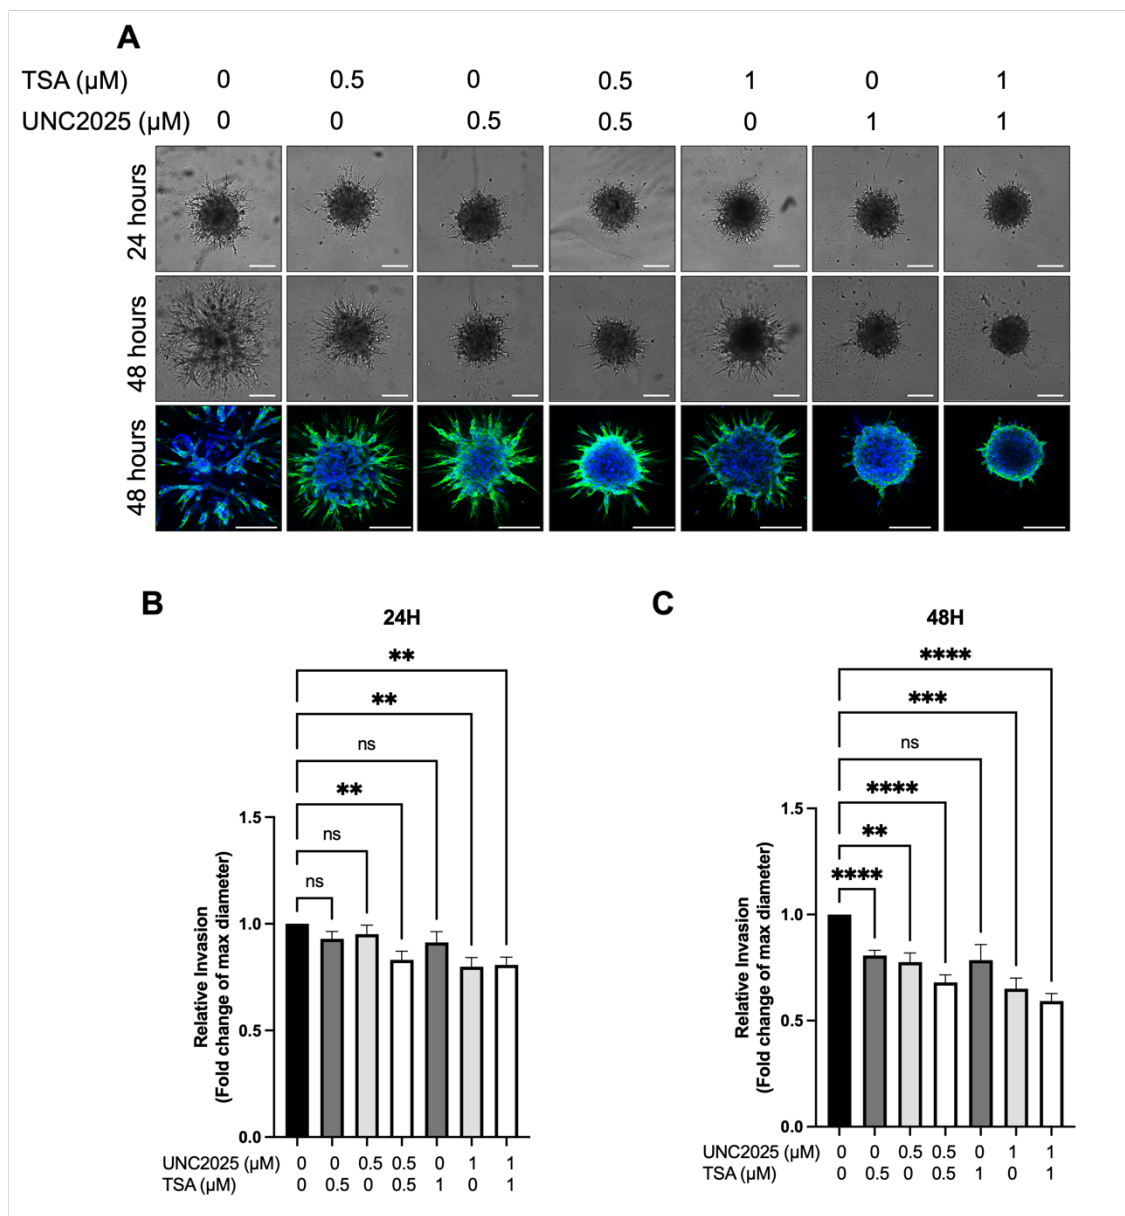 A
TSA (µM) 0 0.5 0 0.5 1 0 1
UNC2025 (µM) 0 0 0.5 0.5 0 1 1
24 hours
48 hours
48 hours
B
24H
**
**
ns
**
ns
ns
1.5
1.0
0.5
0.0
Relative Invasion
(Fold change of max diameter)
UNC2025 (µM) 0 0 0.5 0.5 0 1 1
TSA (µM) 0 0.5 0 0.5 1 0 1
C
48H
****
***
ns
****
**
****
1.5
1.0
0.5
0.0
Relative Invasion
(Fold change of max diameter)
UNC2025 (µM) 0 0 0.5 0.5 0 1 1
TSA (µM) 0 0.5 0 0.5 1 0 1